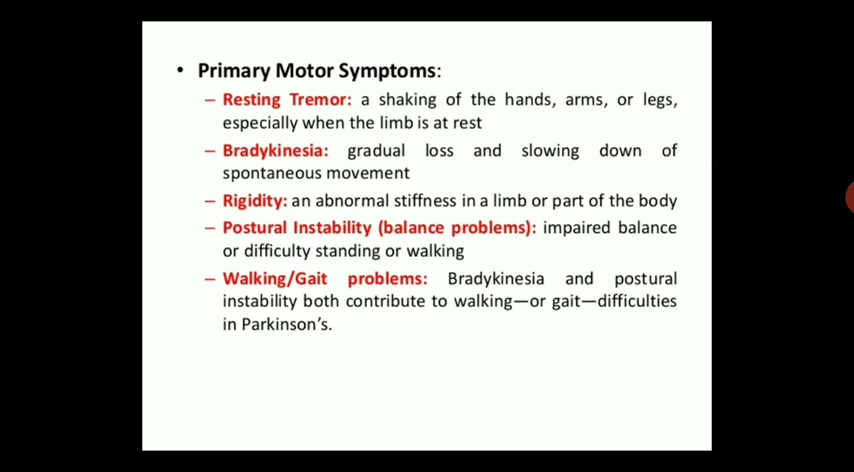 • Primary Motor Symptoms:
– Resting Tremor: a shaking of the hands, arms, or legs,
especially when the limb is at rest
– Bradykinesia: gradual loss and slowing down of
spontaneous movement
– Rigidity: an abnormal stiffness in a limb or part of the body
– Postural Instability (balance problems): impaired balance
or difficulty standing or walking
– Walking/Gait problems: Bradykinesia and postural
instability both contribute to walking—or gait—difficulties
in Parkinson’s.